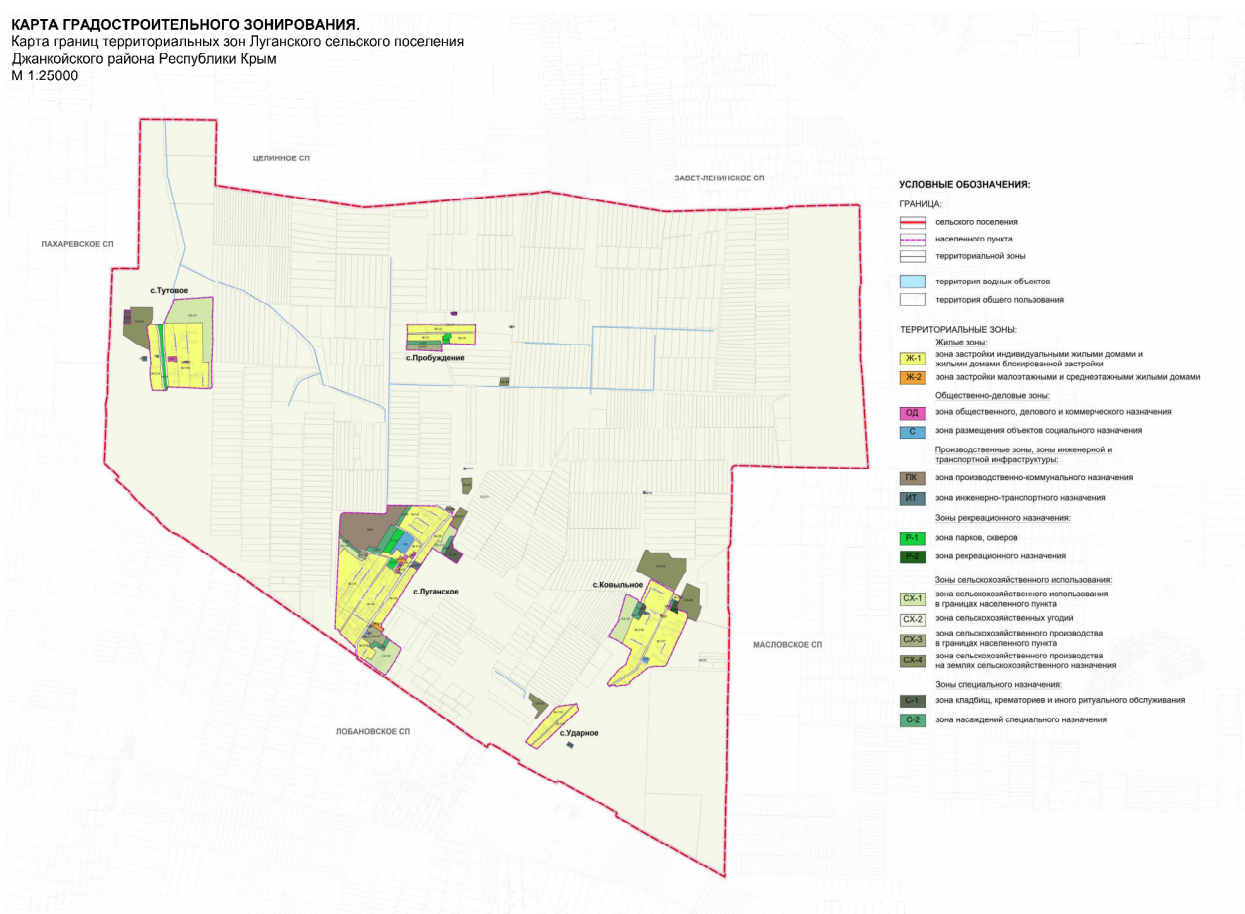 КАРТА ГРАДОСТРОИТЕЛЬНОГО ЗОНИРОВАНИЯ.
Карта границ территориальных зон Луганского сельского поселения
Джанкойского района Республики Крым
М 1:25000
ЦЕЛИННОЕ СП
ЗАВЕТ-ЛЕНИНСКОЕ СП
ПАХАРЕВСКОЕ СП
с.Тутовое
с.Пробуждение
с.Луганское
с.Ковыльное
МАСЛОВСКОЕ СП
ЛОБАНОВСКОЕ СП
с.Ударное
УСЛОВНЫЕ ОБОЗНАЧЕНИЯ:
ГРАНИЦА:
сельского поселения
населенного пункта
территориальной зоны
территория водных объектов
территория общего пользования
ТЕРРИТОРИАЛЬНЫЕ ЗОНЫ:
Жилые зоны:
Ж-1 зона застройки индивидуальными жилыми домами и
жилыми домами блокированной застройки
Ж-2 зона застройки малоэтажными и среднеэтажными жилыми домами
Общественно-деловые зоны:
ОД зона общественного, делового и коммерческого назначения
С зона размещения объектов социального назначения
Производственные зоны, зоны инженерной и
транспортной инфраструктуры:
ПК зона производственно-коммунального назначения
ИТ зона инженерно-транспортного назначения
Зоны рекреационного назначения:
Р-1 зона парков, скверов
Р-2 зона рекреационного назначения
Зоны сельскохозяйственного использования:
СХ-1 зона сельскохозяйственного использования
в границах населенного пункта
СХ-2 зона сельскохозяйственных угодий
СХ-3 зона сельскохозяйственного производства
в границах населенного пункта
СХ-4 зона сельскохозяйственного производства
на землях сельскохозяйственного назначения
Зоны специального назначения:
С-1 зона кладбищ, крематориев и иного ритуального обслуживания
С-2 зона насаждений специального назначения